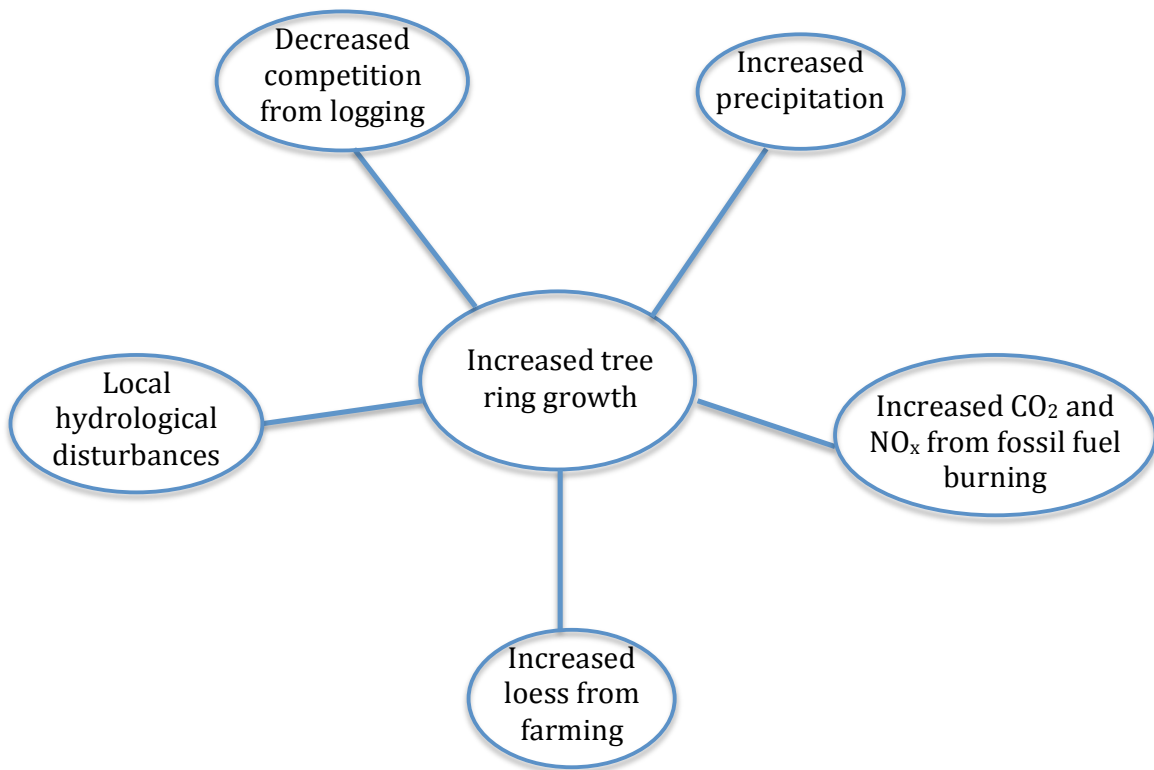 Decreased
competition
from logging
Increased
precipitation
Increased tree
ring growth
Local
hydrological
disturbances
Increased CO₂ and
NOₓ from fossil fuel
burning
Increased
loess from
farming